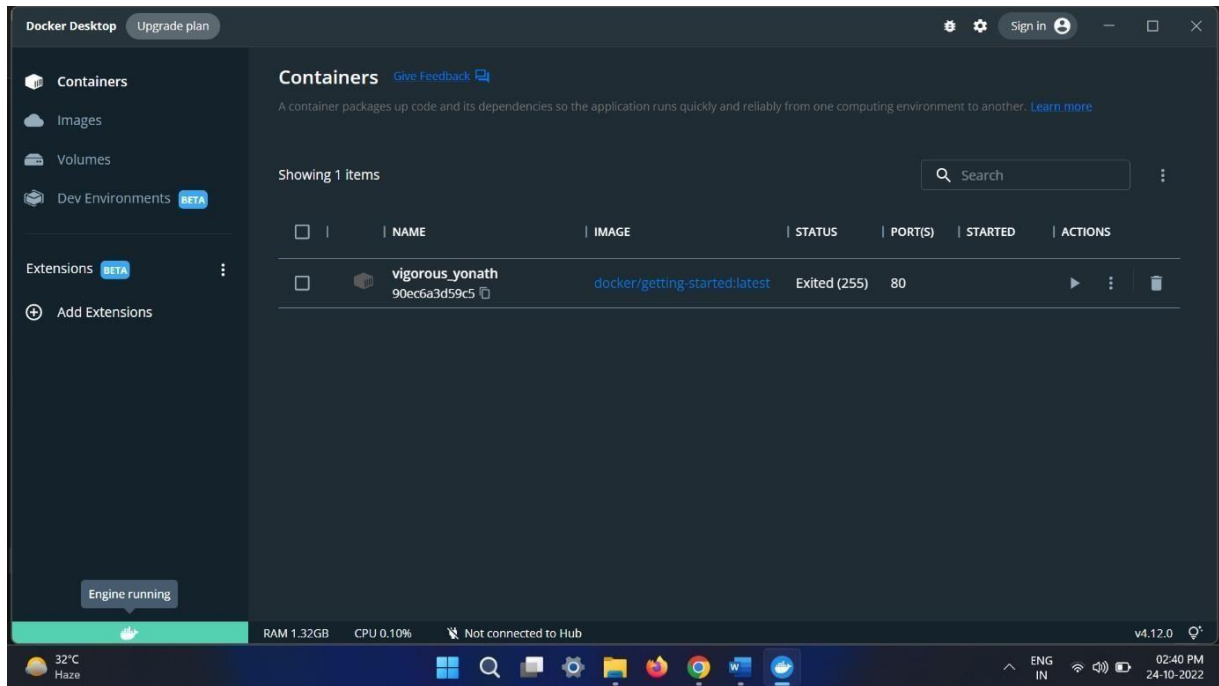 Docker Desktop Upgrade plan Sign in
Containers
Images
Volumes
Dev Environments BETA
Extensions BETA
Add Extensions
Containers Give Feedback
A container packages up code and its dependencies so the application runs quickly and reliably from one computing environment to another. Learn more
Showing 1 items Search
NAME IMAGE STATUS PORT(S) STARTED ACTIONS
vigorous_yonath docker/getting-started:latest Exited (255) 80
90ec6a3d59c5
Engine running
RAM 1.32GB CPU 0.10% Not connected to Hub v4.12.0
32°C ENG 02:40 PM
Haze IN 24-10-2022